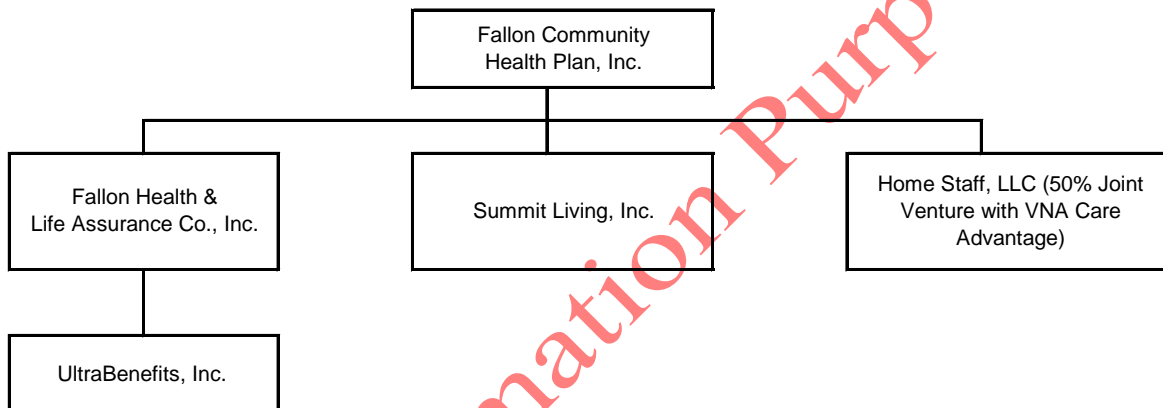 Fallon Community
Health Plan, Inc.
Fallon Health &
Life Assurance Co., Inc.
Summit Living, Inc.
Home Staff, LLC (50% Joint
Venture with VNA Care
Advantage)
UltraBenefits, Inc.